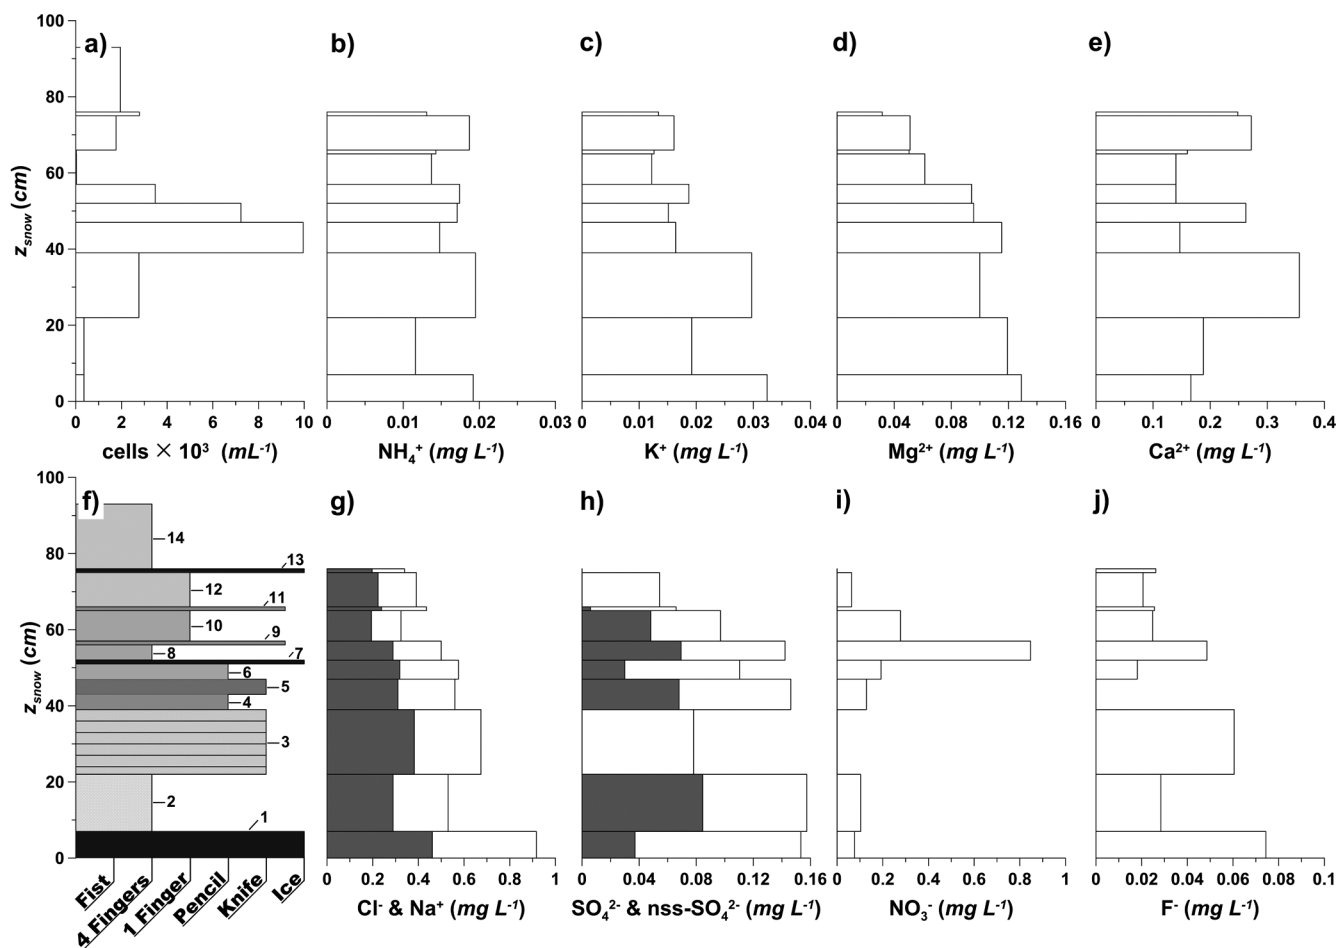 a) b) c) d) e)
100
80
60
40
20
0
z_snow (cm)
0 2 4 6 8 10
cells × 10³ (mL⁻¹)
0 0.01 0.02 0.03
NH₄⁺ (mg L⁻¹)
0 0.01 0.02 0.03 0.04
K⁺ (mg L⁻¹)
0 0.04 0.08 0.12 0.16
Mg²⁺ (mg L⁻¹)
0 0.1 0.2 0.3 0.4
Ca²⁺ (mg L⁻¹)
f) g) h) i) j)
100
80
60
40
20
0
z_snow (cm)
14
13
12
11
10
9
8
7
6
5
4
3
2
1
Fist
4 Fingers
1 Finger
Pencil
Knife
Ice
0 0.2 0.4 0.6 0.8 1
Cl⁻ & Na⁺ (mg L⁻¹)
0 0.04 0.08 0.12 0.16
SO₄²⁻ & nss-SO₄²⁻ (mg L⁻¹)
0 0.2 0.4 0.6 0.8 1
NO₃⁻ (mg L⁻¹)
0 0.02 0.04 0.06 0.08 0.1
F⁻ (mg L⁻¹)